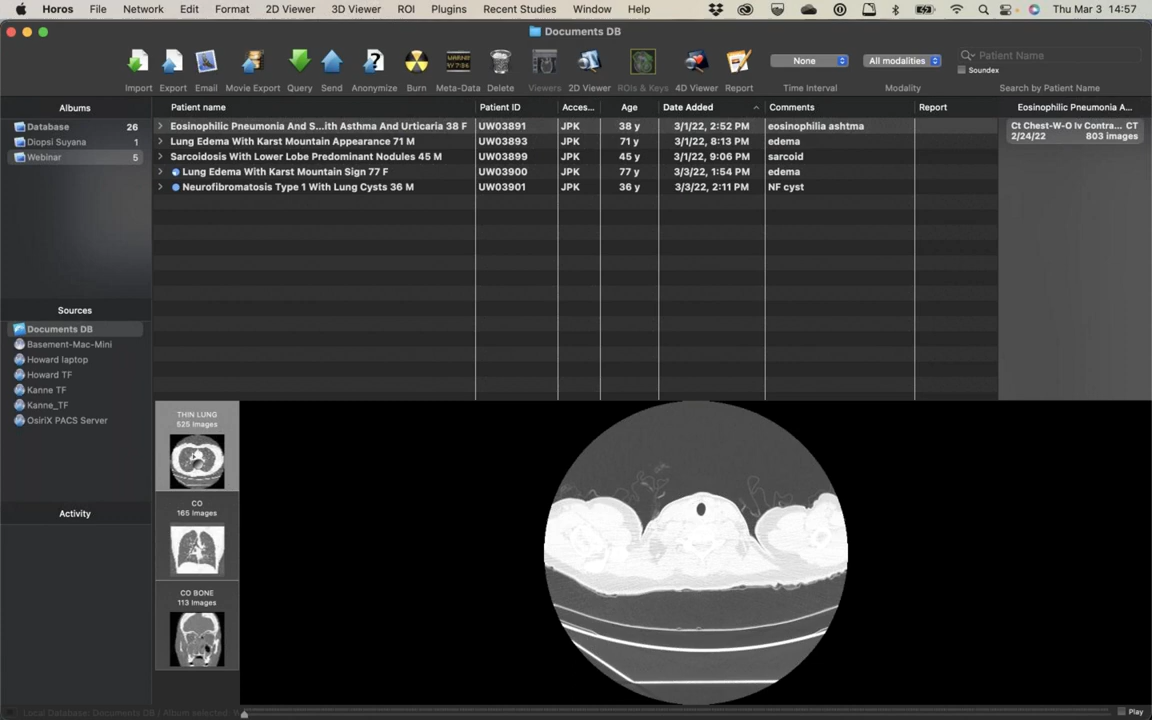 Horos File Network Edit Format 2D Viewer 3D Viewer ROI Plugins Recent Studies Window Help Thu Mar 3 14:57
Documents DB
None All modalities Patient Name
Soundex
Import Export Email Movie Export Query Send Anonymize Burn Meta-Data Delete Viewers 2D Viewer ROIs & Keys 4D Viewer Report Time Interval Modality Search by Patient Name
Albums Patient name Patient ID Acces... Age Date Added Comments Report Eosinophilic Pneumonia A...
Database 26 Eosinophilic Pneumonia And S...ith Asthma And Urticaria 38 F UW03891 JPK 38 y 3/1/22, 2:52 PM eosinophilia ashtma Ct Chest-W-O Iv Contra... CT
2/24/22 803 images
Diopsi Suyana 1 Lung Edema With Karst Mountain Appearance 71 M UW03893 JPK 71 y 3/1/22, 8:13 PM edema
Webinar 5 Sarcoidosis With Lower Lobe Predominant Nodules 45 M UW03899 JPK 45 y 3/1/22, 9:06 PM sarcoid
Lung Edema With Karst Mountain Sign 77 F UW03900 JPK 77 y 3/3/22, 1:54 PM edema
Neurofibromatosis Type 1 With Lung Cysts 36 M UW03901 JPK 36 y 3/3/22, 2:11 PM NF cyst
Sources
Documents DB
Basement-Mac-Mini
Howard laptop
Howard TF
Kanne TF
Kanne_TF
OsiriX PACS Server
Activity
THIN LUNG
525 Images
CO
165 Images
CO BONE
113 Images
Local Database: Documents DB / Album selected:
Play